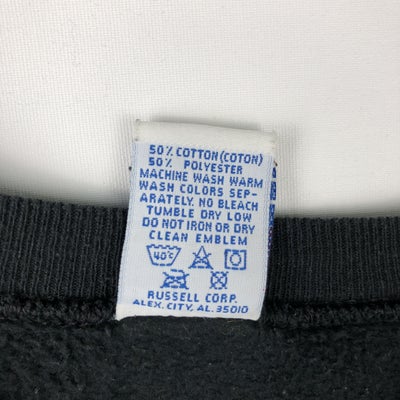 50% COTTON (COTON)
50% POLYESTER
MACHINE WASH WARM
WASH COLORS SEP-
ARATELY. NO BLEACH
TUMBLE DRY LOW
DO NOT IRON OR DRY
CLEAN EMBLEM
40°C
RUSSELL CORP.
ALEX. CITY, AL. 35010